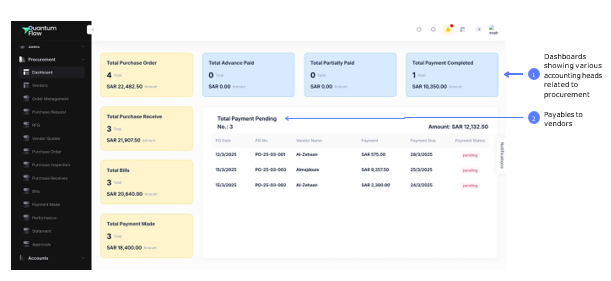 Quantum
Flow
Sales
Procurement
Dashboard
Vendors
Order Management
Purchase Request
RFQ
Vendor Quotes
Purchase Order
Purchase Inspection
Purchase Receives
Bills
Payment Made
Performance
Statement
Approvals
Accounts
Total Purchase Order
4 Total
SAR 22,482.50 Amount
Total Advance Paid
0 Total
SAR 0.00 Amount
Total Partially Paid
0 Total
SAR 0.00 Amount
Total Payment Completed
1 Total
SAR 10,350.00 Amount
Total Purchase Receive
3 Total
SAR 21,907.50 Amount
Total Bills
3 Total
SAR 20,640.00 Amount
Total Payment Made
3 Total
SAR 18,400.00 Amount
Total Payment Pending
No.: 3
Amount: SAR 12,132.50
PO Date PO No. Vendor Name Payment Payment Due Payment Status
12/3/2025 PO-25-03-001 Al-Zehaan SAR 575.00 28/3/2025 pending
15/3/2025 PO-25-03-003 Almajdouie SAR 9,257.50 25/3/2025 pending
15/3/2025 PO-25-03-002 Al-Zehaan SAR 2,300.00 24/3/2025 pending
Notifications
1
Dashboards
showing various
accounting heads
related to
procurement
2
Payables to
vendors